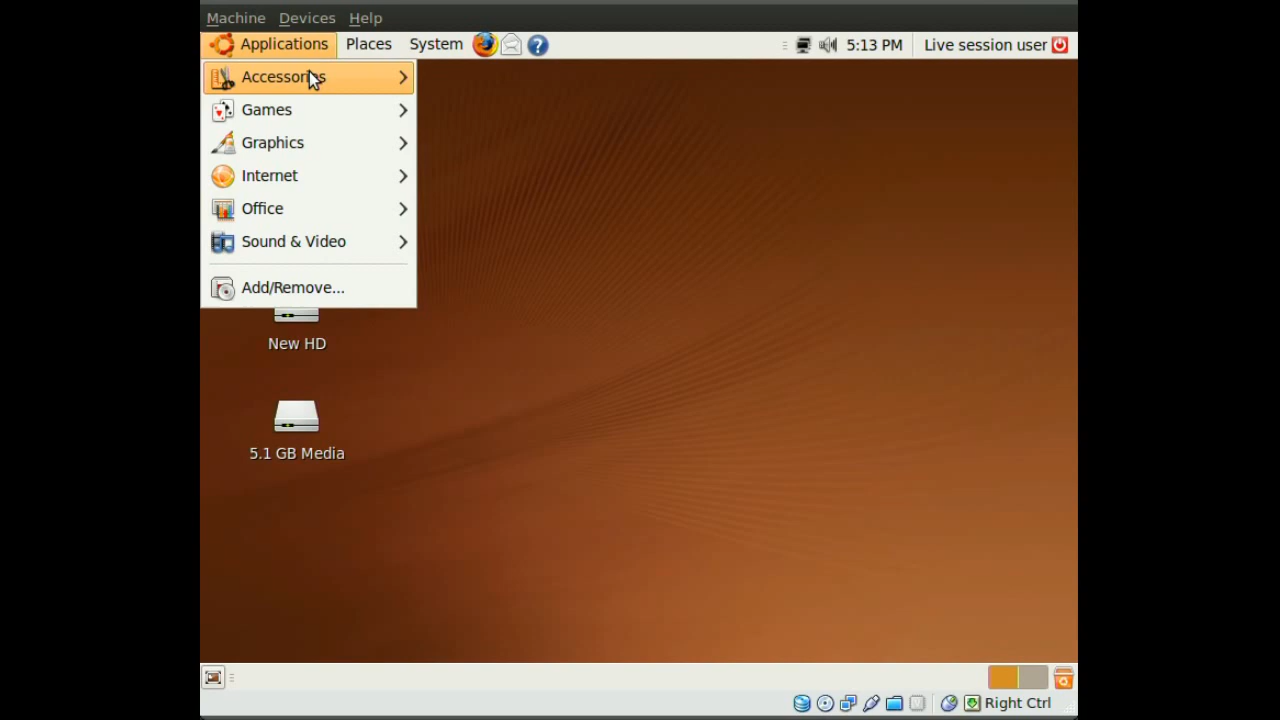 Machine Devices Help
Applications Places System 5:13 PM Live session user
Accessories
Games
Graphics
Internet
Office
Sound & Video
Add/Remove...
New HD
5.1 GB Media
Right Ctrl